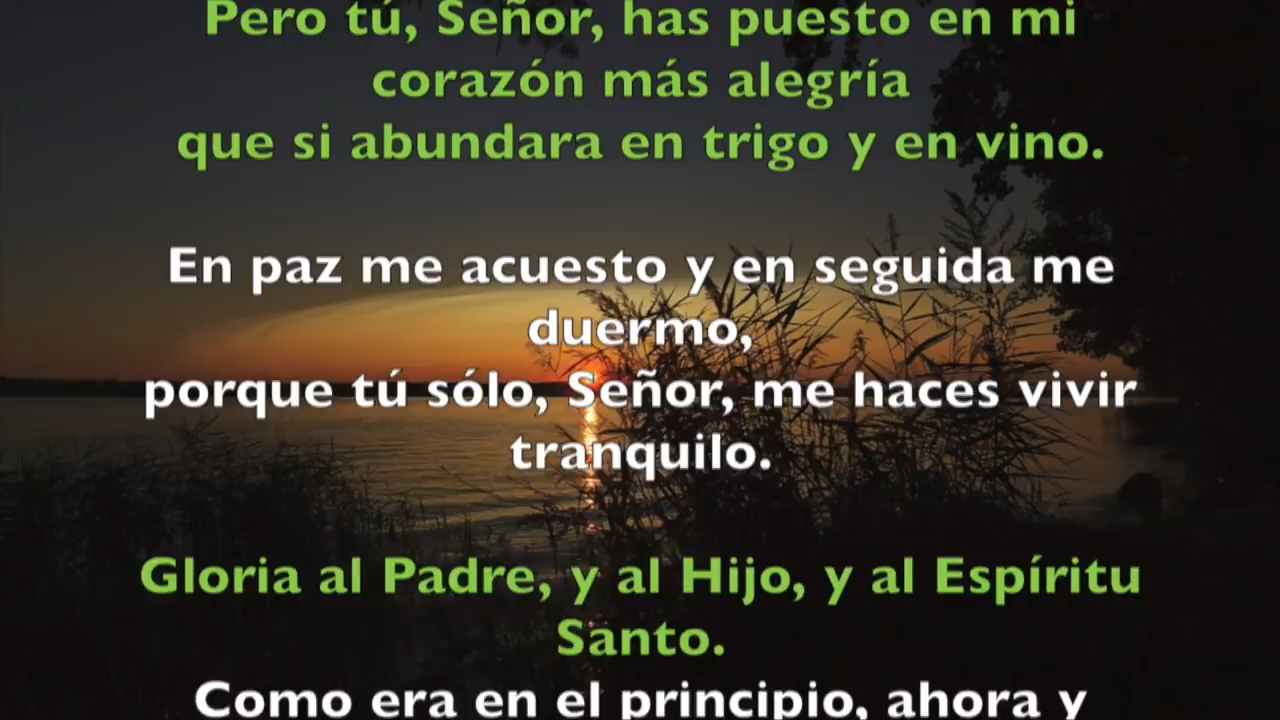 Pero tú, Señor, has puesto en mi
corazón más alegría
que si abundara en trigo y en vino.
En paz me acuesto y en seguida me
duermo,
porque tú sólo, Señor, me haces vivir
tranquilo.
Gloria al Padre, y al Hijo, y al Espíritu
Santo.
Como era en el principio, ahora y